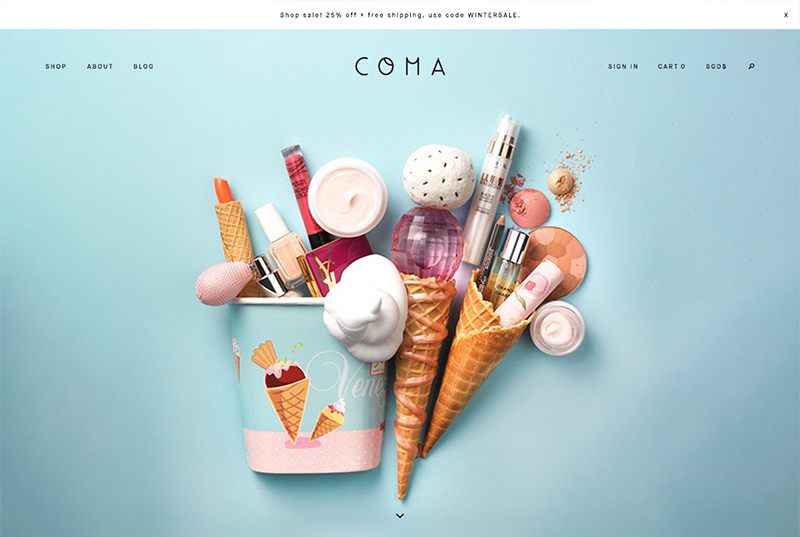 Shop sale! 25% off + free shipping, use code WINTERSALE.
X
SHOP
ABOUT
BLOG
COMA
SIGN IN
CART 0
SGD$
Vene